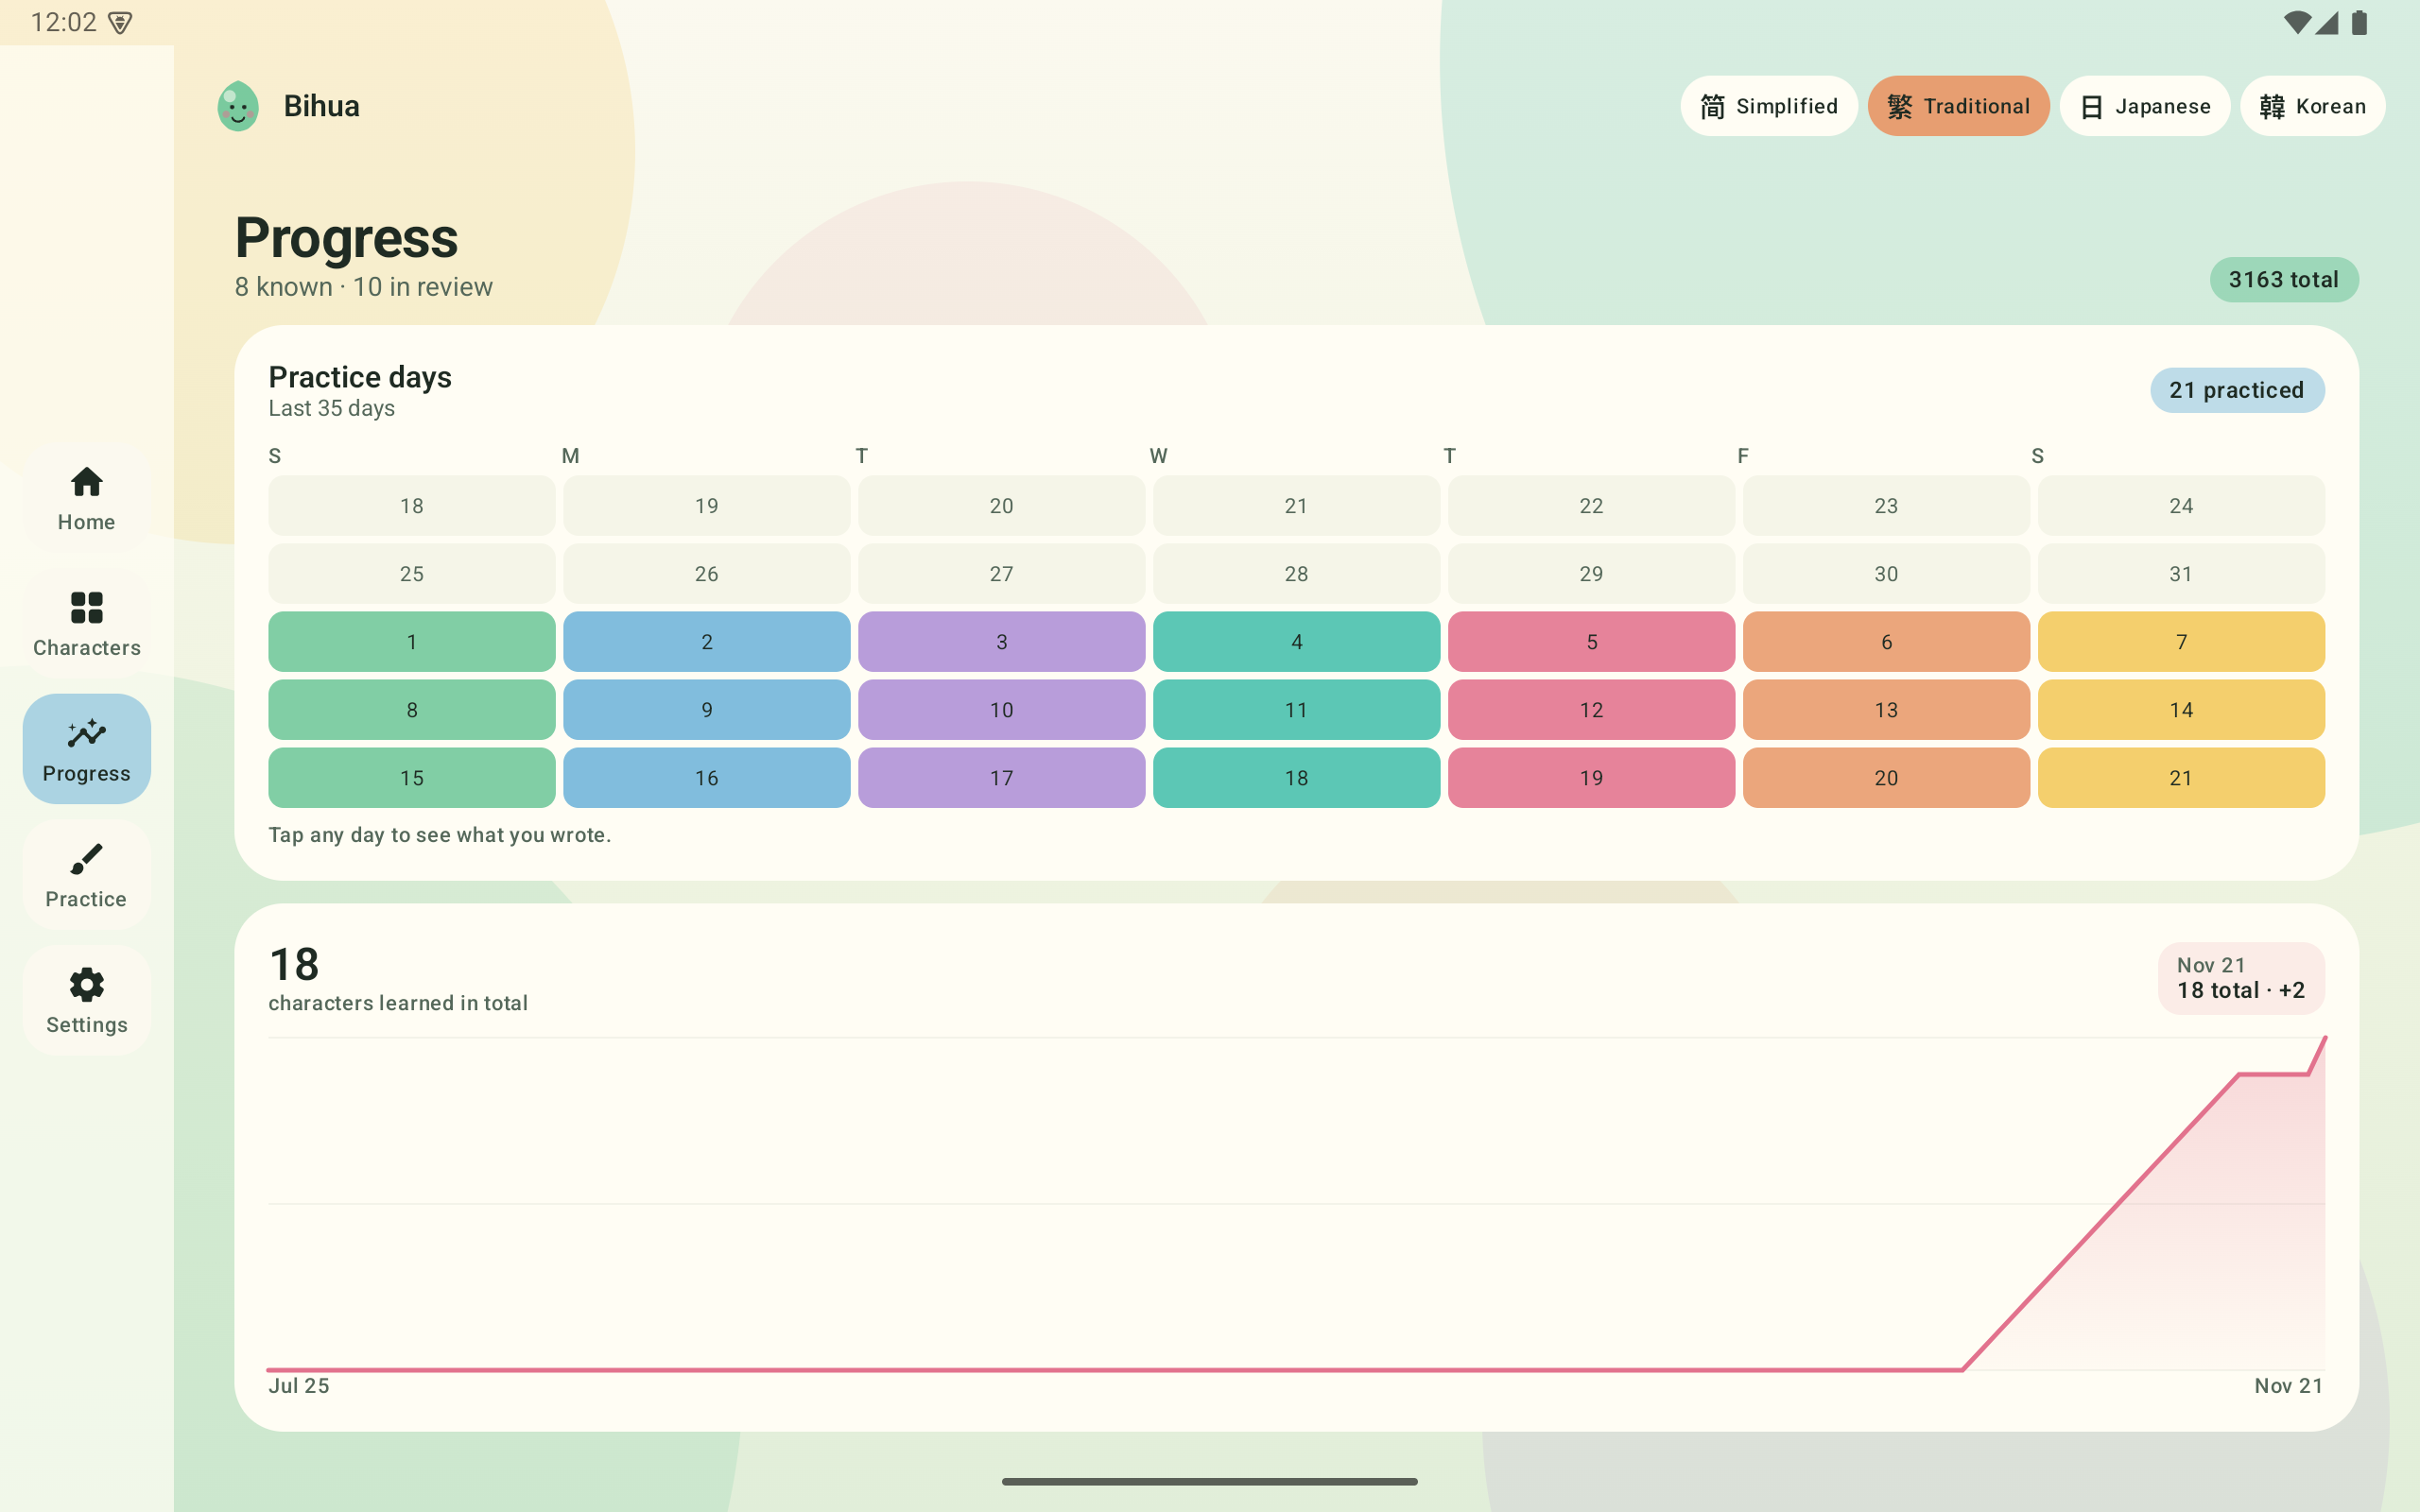 12:02
Bihua
简 Simplified
繁 Traditional
日 Japanese
韓 Korean
Progress
8 known · 10 in review
3163 total
Practice days
Last 35 days
21 practiced
S M T W T F S
18 19 20 21 22 23 24
25 26 27 28 29 30 31
1 2 3 4 5 6 7
8 9 10 11 12 13 14
15 16 17 18 19 20 21
Tap any day to see what you wrote.
18
characters learned in total
Nov 21
18 total · +2
Jul 25
Nov 21
Home
Characters
Progress
Practice
Settings